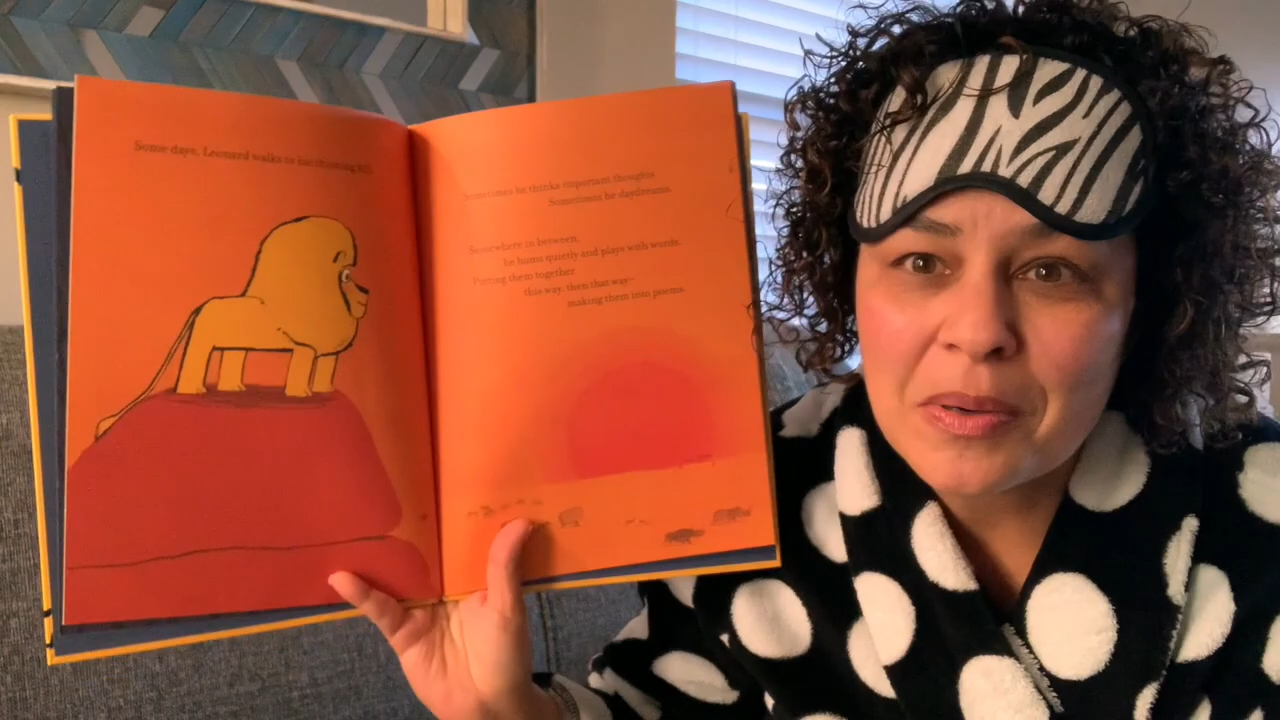 Some days, Leonard walks to his thinking hill.
Sometimes he thinks important thoughts.
Sometimes he daydreams.
Somewhere in between,
he hums quietly and plays with words.
Putting them together
this way, then that way—
making them into poems.